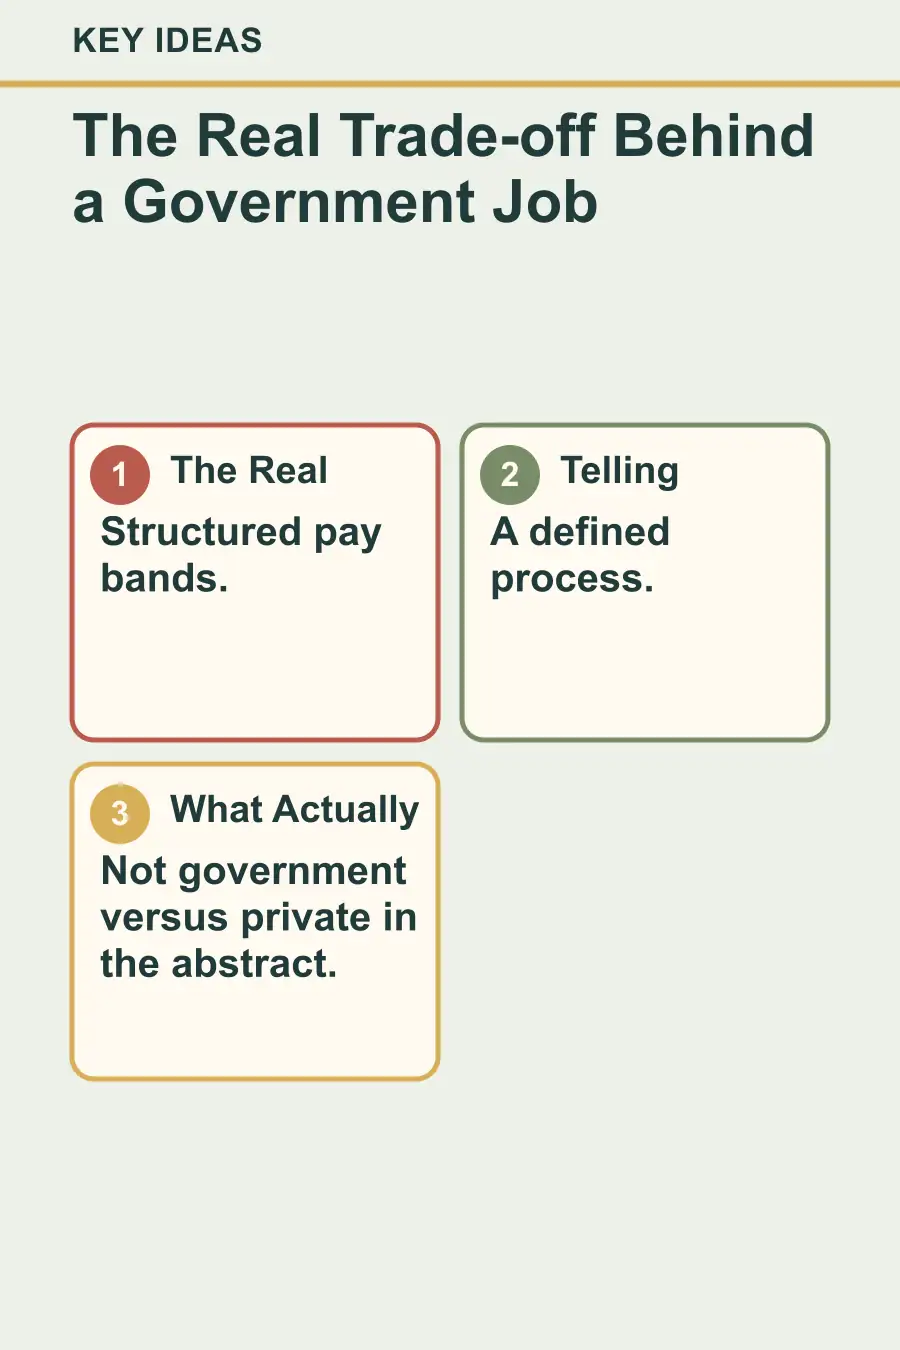 KEY IDEAS
The Real Trade-off Behind
a Government Job
1 The Real
Structured pay
bands.
2 Telling
A defined
process.
3 What Actually
Not government
versus private in
the abstract.